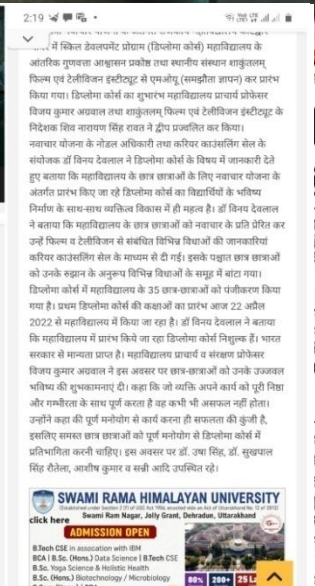 2:19
में स्किल डेवलपमेंट प्रोग्राम (डिप्लोमा कोर्स) महाविद्यालय के
आंतरिक गुणवत्ता आश्वासन प्रकोष्ठ तथा स्थानीय संस्थान शाकुंतलम्
फिल्म एवं टेलीविजन इंस्टीट्यूट से एमओयू (समझौता ज्ञापन) कर प्रारंभ
किया गया। डिप्लोमा कोर्स का शुभारंभ महाविद्यालय प्राचार्य प्रोफेसर
विजय कुमार अग्रवाल तथा शाकुंतलम् फिल्म एवं टेलीविजन इंस्टीट्यूट के
निदेशक शिव नारायण सिंह रावत ने द्वीप प्रज्वलित कर किया।
नवाचार योजना के नोडल अधिकारी तथा करियर काउंसलिंग सेल के
संयोजक डॉ विनय देवलाल ने डिप्लोमा कोर्स के विषय में जानकारी देते
हुए बताया कि महाविद्यालय के छात्र छात्राओं के लिए नवाचार योजना के
अंतर्गत प्रारंभ किए जा रहे डिप्लोमा कोर्स का विद्यार्थियों के भविष्य
निर्माण के साथ-साथ व्यक्तित्व विकास में ही महत्व है। डॉ विनय देवलाल
ने बताया कि महाविद्यालय के छात्र छात्राओं को नवाचार के प्रति प्रेरित कर
उन्हें फिल्म व टेलीविजन से संबंधित विभिन्न विधाओं की जानकारियां
करियर काउंसलिंग सेल के माध्यम से दी गई। इसके पश्चात छात्र छात्राओं
को उनके रुझान के अनुरूप विभिन्न विधाओं के समूह में बांटा गया।
डिप्लोमा कोर्स में महाविद्यालय के 35 छात्र-छात्राओं को पंजीकरण किया
गया है। प्रथम डिप्लोमा कोर्स की कक्षाओं का प्रारंभ आज 22 अप्रैल
2022 से महाविद्यालय में किया जा रहा है। डॉ विनय देवलाल ने बताया
कि महाविद्यालय में प्रारंभ किये जा रहा डिप्लोमा कोर्स निशुल्क हैं। भारत
सरकार से मान्यता प्राप्त है। महाविद्यालय प्राचार्य व संरक्षण प्रोफेसर
विजय कुमार अग्रवाल ने इस अवसर पर छात्र-छात्राओं को उनके उज्जवल
भविष्य की शुभकामनाएं दी। कहा कि जो व्यक्ति अपने कार्य को पूरी निष्ठा
और गम्भीरता के साथ पूर्ण करता है वह कभी भी असफल नहीं होता।
उन्होंने कहा की पूर्ण मनोयोग से कार्य करना ही सफलता की कुंजी है,
इसलिए समस्त छात्र छात्राओं को पूर्ण मनोयोग से डिप्लोमा कोर्स में
प्रतिभागिता करनी चाहिए। इस अवसर पर डॉ. उषा सिंह, डॉ. सुखपाल
सिंह रौतेला, आशीष कुमार व सन्नी आदि उपस्थित रहे।
SWAMI RAMA HIMALAYAN UNIVERSITY
Swami Ram Nagar, Jolly Grant, Dehradun, Uttarakhand
click here
ADMISSION OPEN
B.Tech CSE in assocation with IBM
BCA | B.Sc. (Hons.) Data Science | B.Tech CSE
B.Sc. Yoga Science & Holistic Health
B.Sc. (Hons.) Biotechnology / Microbiology
80% 200+ 25 La